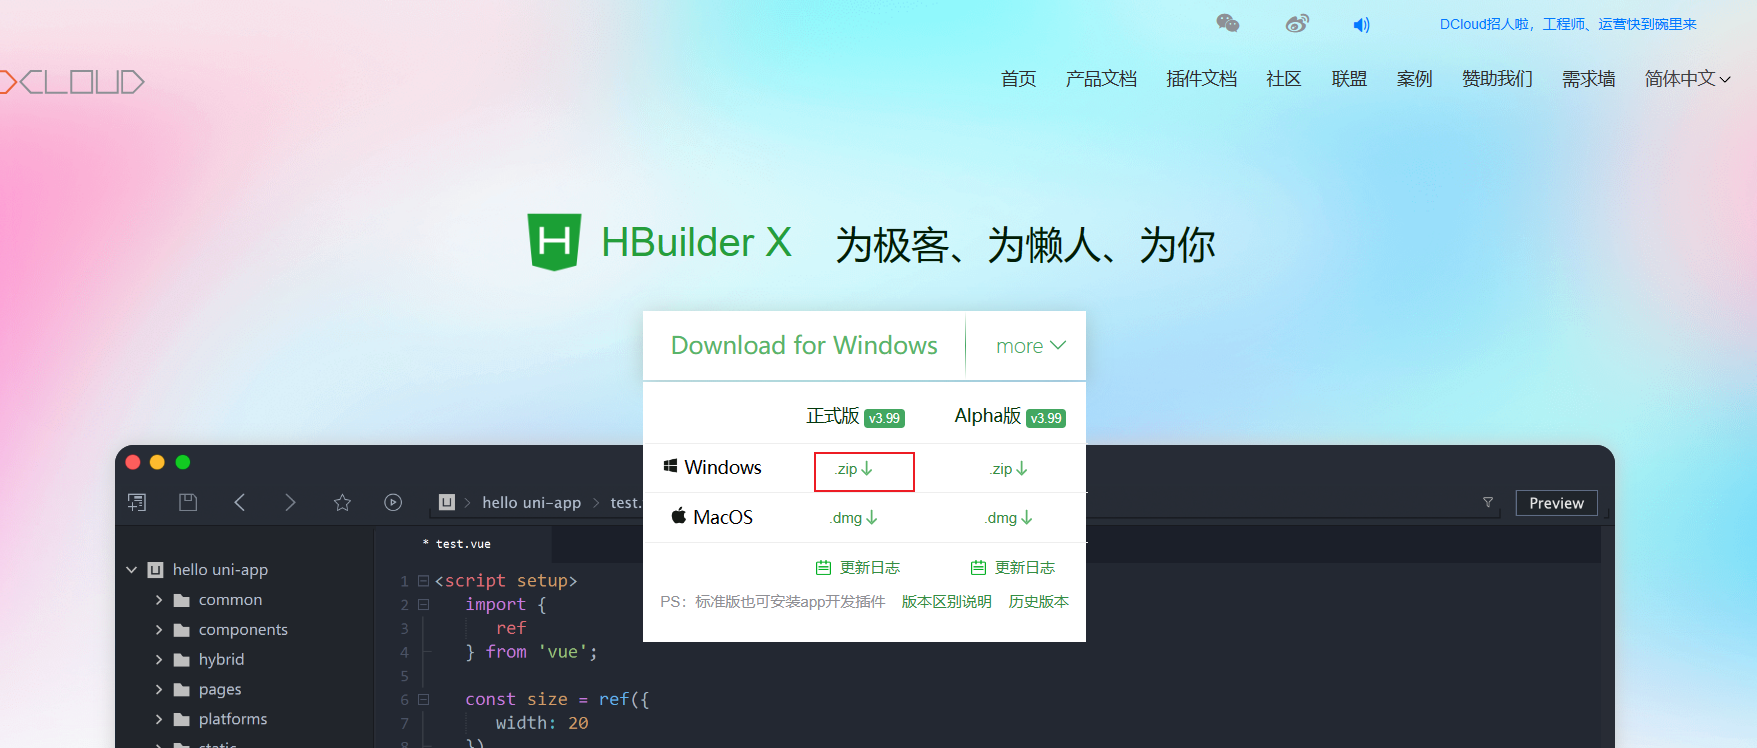 DCloud招人啦，工程师、运营快到碗里来
DCLOUD
首页 产品文档 插件文档 社区 联盟 案例 赞助我们 需求墙 简体中文
H HBuilder X 为极客、为懒人、为你
Download for Windows more
正式版 v3.99 Alpha版 v3.99
Windows .zip .zip
MacOS .dmg .dmg
更新日志 更新日志
PS：标准版也可安装app开发插件 版本区别说明 历史版本
hello uni-app test. Preview
* test.vue
hello uni-app
common
components
hybrid
pages
platforms
static
1 <script setup>
2 import {
3 ref
4 } from 'vue';
5
6 const size = ref({
7 width: 20
8 })